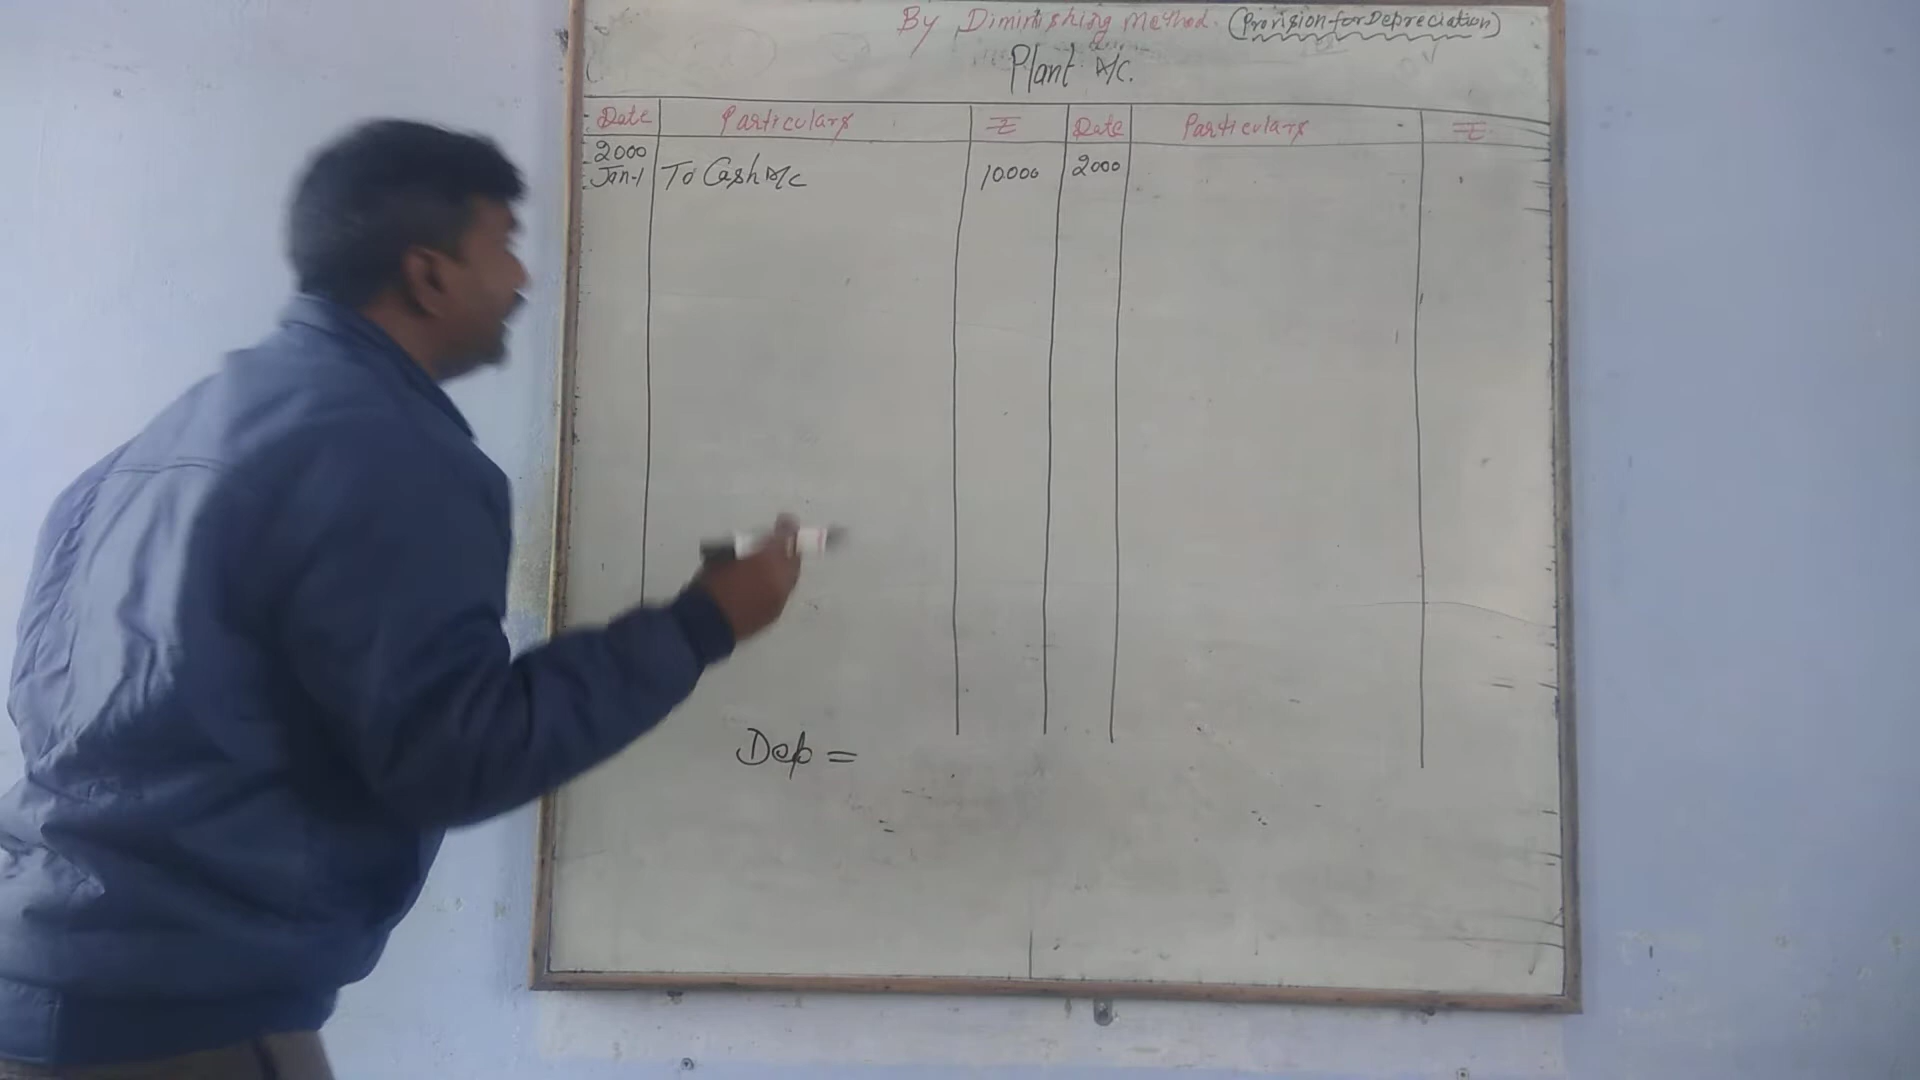 By Diminishing Method. (Provision for Depreciation)
Plant A/c.
Date Particulars ₹ Date Particulars ₹
2000
Jan-1 To Cash A/c 10000 2000
Dep =